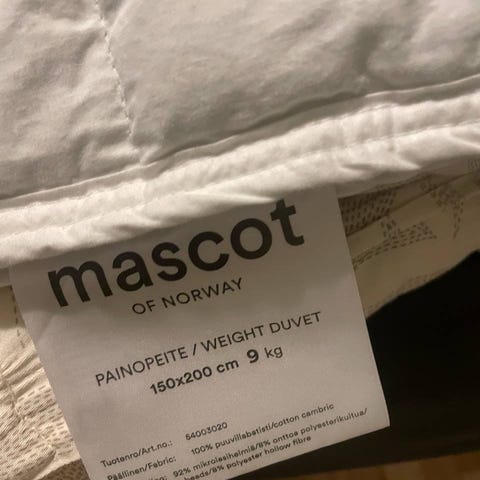 mascot
OF NORWAY
PAINOPEITE / WEIGHT DUVET
150x200 cm 9 kg
Tuotenro/Art.no.: 54003020
Päällinen/Fabric: 100% puuvillabatisti/cotton cambric
92% mikrolasihelmiä/8% onttoa polyesterikuitua/
beads/8% polyester hollow fibre